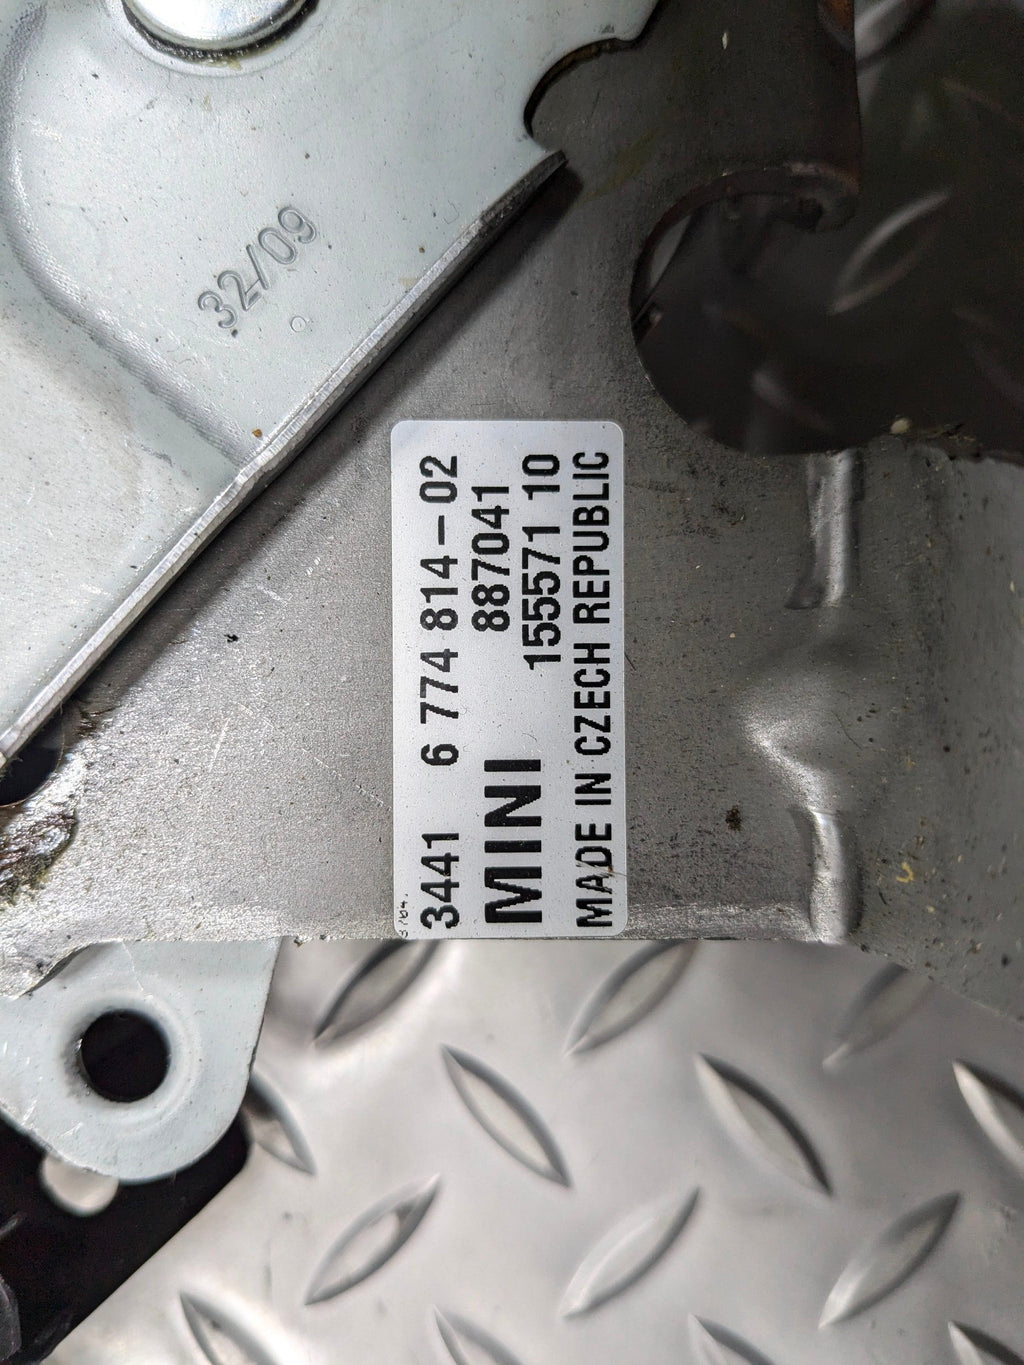 32/09
3441 6 774 814-02
887041
MINI
155571 10
MADE IN CZECH REPUBLIC